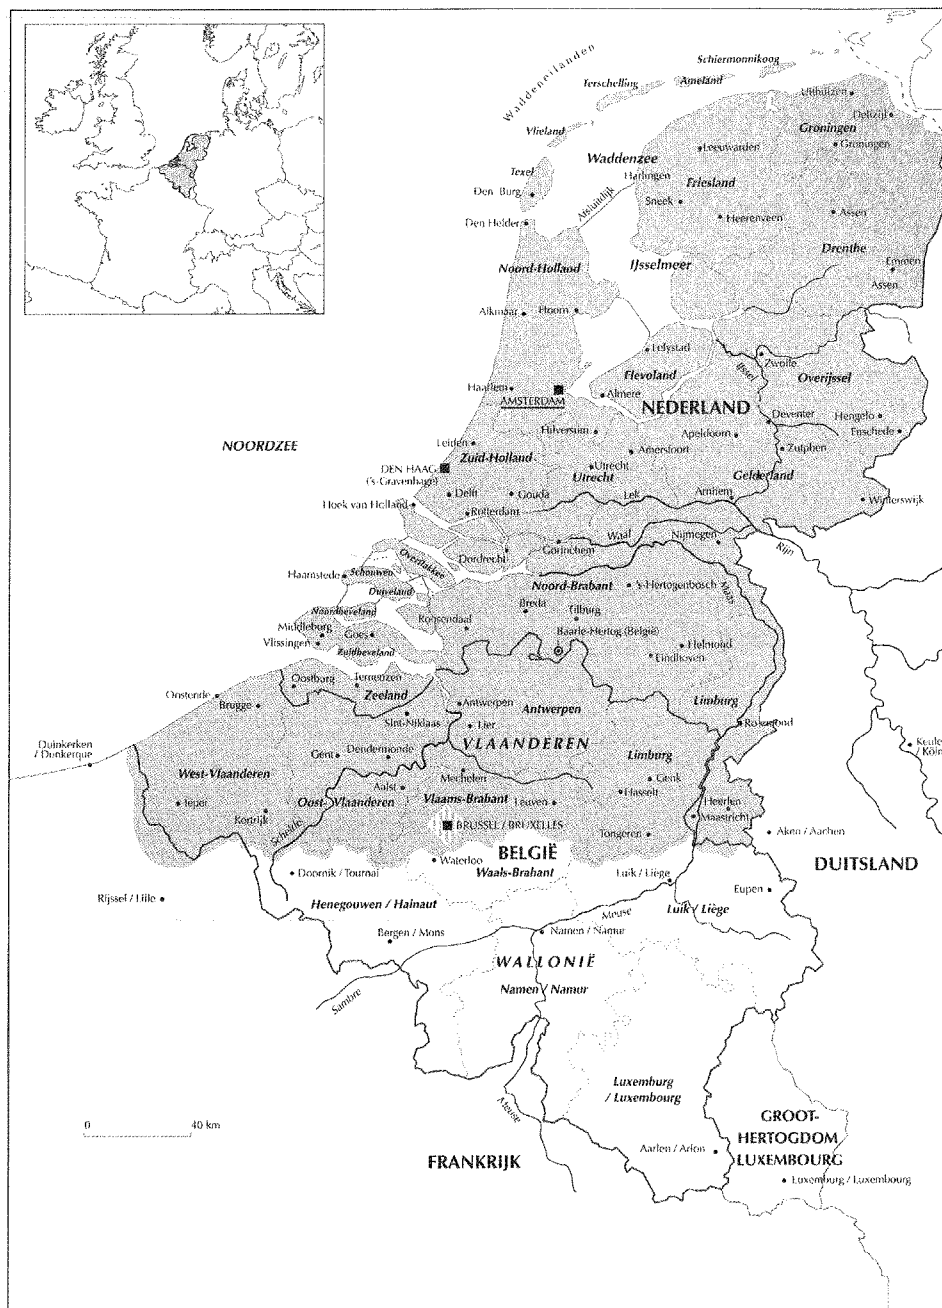 Waddeneilanden
Schiermonnikoog
Ameland
Terschelling
Vlieland
Texel
Den Burg
Den Helder
Waddenzee
Harlingen
Afsluitdijk
Uithuizen
Delfzijl
Groningen
Groningen
Leeuwarden
Friesland
Sneek
Heerenveen
Assen
Drenthe
Emmen
Assen
Noord-Holland
IJsselmeer
Alkmaar
Hoorn
Lelystad
Zwolle
IJssel
Flevoland
Overijssel
Haarlem
AMSTERDAM
Almere
NEDERLAND
Deventer
Hengelo
Enschede
NOORDZEE
Leiden
Hilversum
Apeldoorn
Amersfoort
Zutphen
Zuid-Holland
DEN HAAG
('s-Gravenhage)
Utrecht
Utrecht
Gelderland
Delft
Gouda
Lek
Arnhem
Winterswijk
Hoek van Holland
Rotterdam
Waal
Nijmegen
Rijn
Dordrecht
Gorinchem
Overflakkee
Haamstede
Schouwen
Duiveland
Noord-Brabant
's-Hertogenbosch
Maas
Noordbeveland
Breda
Tilburg
Middelburg
Goes
Roosendaal
Baarle-Hertog (België)
Helmond
Vlissingen
Zuidbeveland
Eindhoven
Oostburg
Terneuzen
Zeeland
Oostende
Brugge
Antwerpen
Antwerpen
Limburg
Sint-Niklaas
Lier
Roermond
Duinkerken
/ Dunkerque
Gent
Dendermonde
VLAANDEREN
Limburg
Keule
/ Köln
West-Vlaanderen
Mechelen
Genk
Aalst
Hasselt
Ieper
Oost-Vlaanderen
Vlaams-Brabant
Leuven
Heerlen
Kortrijk
Maastricht
Schelde
BRUSSEL / BRUXELLES
Tongeren
Aken / Aachen
BELGIË
Waterloo
Waals-Brabant
DUITSLAND
Doornik / Tournai
Luik / Liège
Eupen
Rijssel / Lille
Henegouwen / Hainaut
Meuse
Luik / Liège
Bergen / Mons
Namen / Namur
WALLONIË
Sambre
Namen / Namur
Luxemburg
/ Luxembourg
Meuse
0 40 km
GROOT-
HERTOGDOM
LUXEMBOURG
FRANKRIJK
Aarlen / Arlon
Luxemburg / Luxembourg